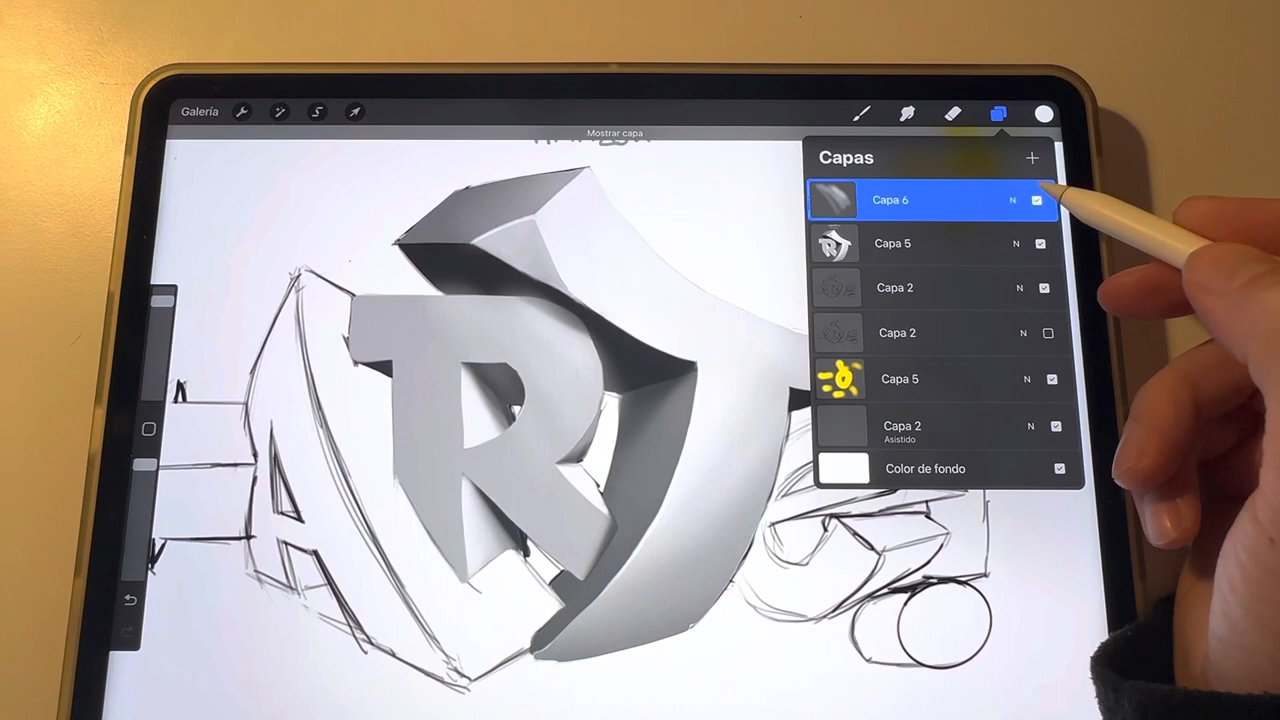 Galería
Mostrar capa
Capas
Capa 6 N
Capa 5 N
Capa 2 N
Capa 2 N
Capa 5 N
Capa 2 N
Asistido
Color de fondo
A R T